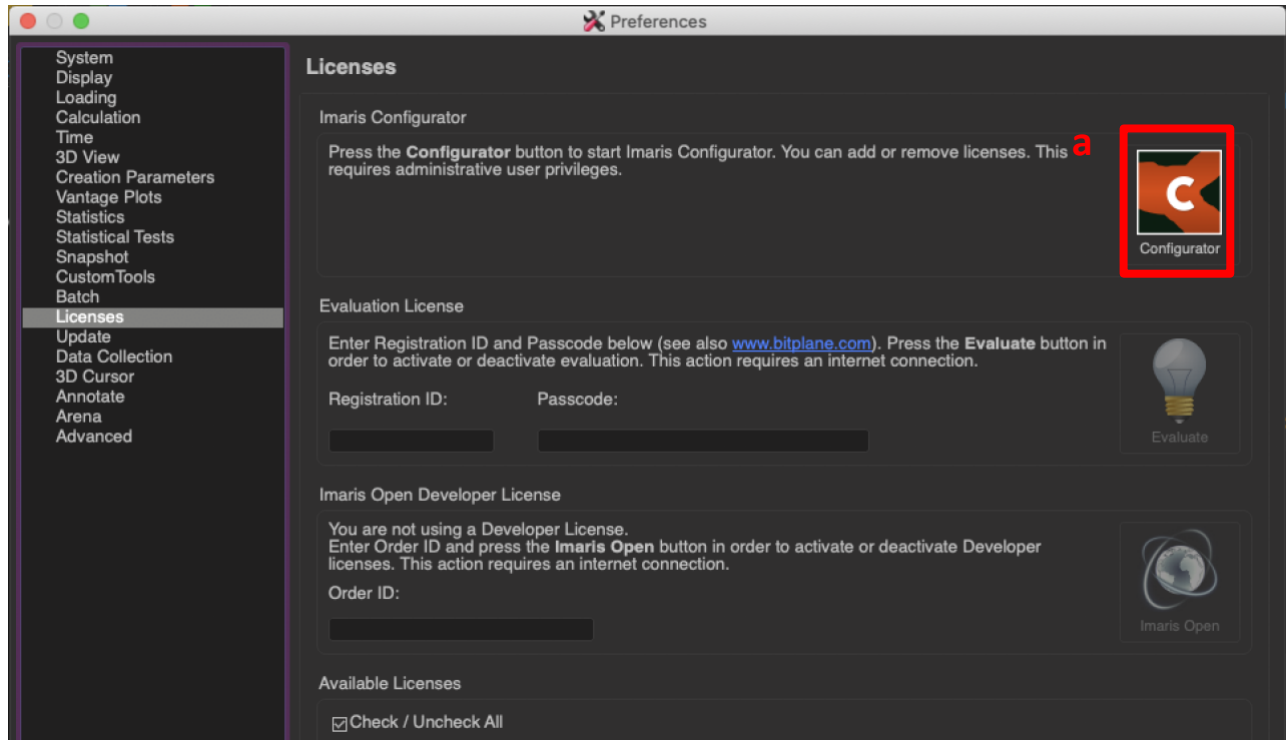 Preferences
System
Display
Loading
Calculation
Time
3D View
Creation Parameters
Vantage Plots
Statistics
Statistical Tests
Snapshot
CustomTools
Batch
Licenses
Update
Data Collection
3D Cursor
Annotate
Arena
Advanced
Licenses
Imaris Configurator
Press the Configurator button to start Imaris Configurator. You can add or remove licenses. This
requires administrative user privileges.
a
C
Configurator
Evaluation License
Enter Registration ID and Passcode below (see also www.bitplane.com). Press the Evaluate button in
order to activate or deactivate evaluation. This action requires an internet connection.
Registration ID: Passcode:
Evaluate
Imaris Open Developer License
You are not using a Developer License.
Enter Order ID and press the Imaris Open button in order to activate or deactivate Developer
licenses. This action requires an internet connection.
Order ID:
Imaris Open
Available Licenses
Check / Uncheck All